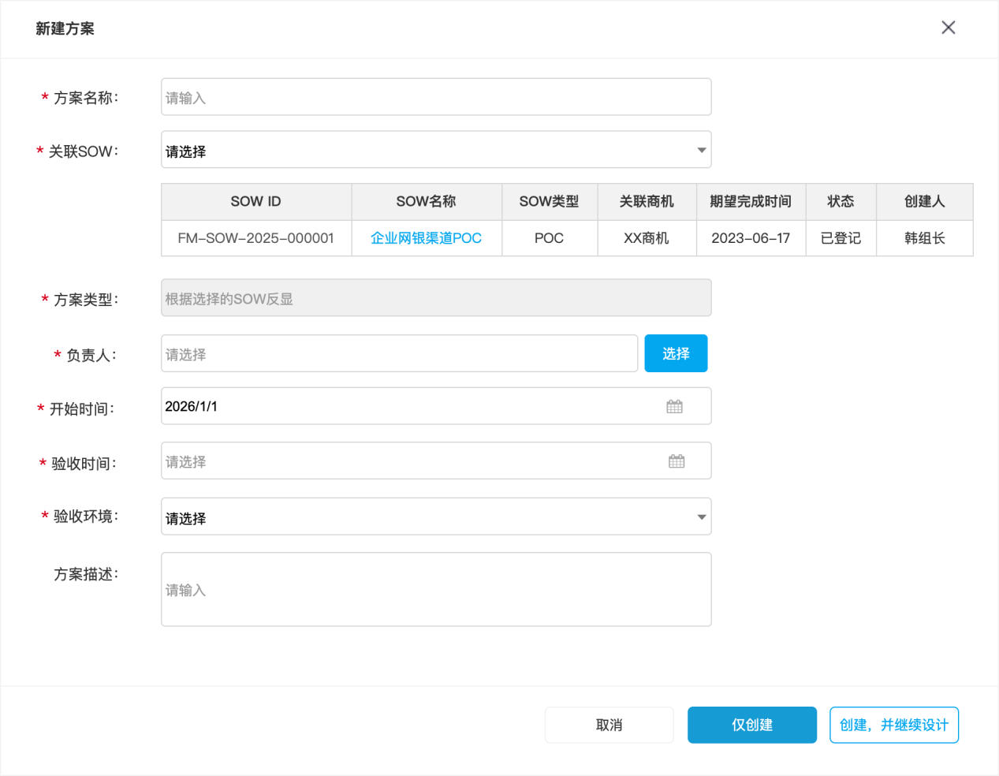 新建方案
* 方案名称：
请输入
* 关联SOW：
请选择
SOW ID SOW名称 SOW类型 关联商机 期望完成时间 状态 创建人
FM-SOW-2025-000001 企业网银渠道POC POC XX商机 2023-06-17 已登记 韩组长
* 方案类型：
根据选择的SOW反显
* 负责人：
请选择
选择
* 开始时间：
2026/1/1
* 验收时间：
请选择
* 验收环境：
请选择
方案描述：
请输入
取消 仅创建 创建，并继续设计